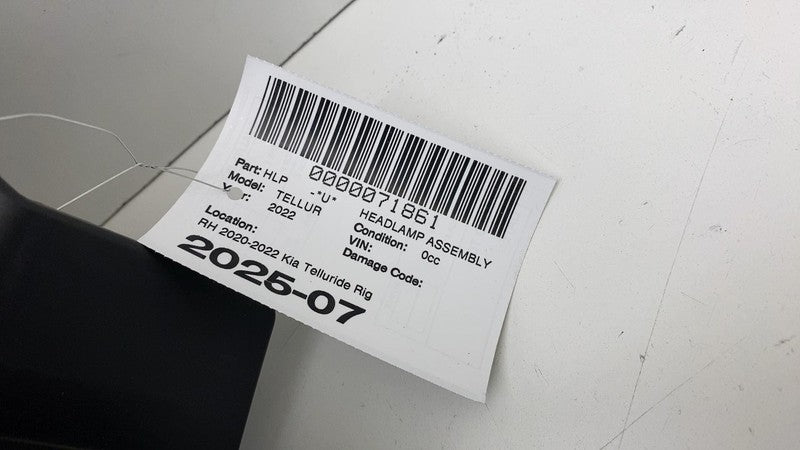 0000071861
Part: HLP -*U* HEADLAMP ASSEMBLY
Model: TELLUR Condition: 0cc
Year: 2022 VIN:
Damage Code:
Location:
RH 2020-2022 Kia Telluride Rig
2025-07